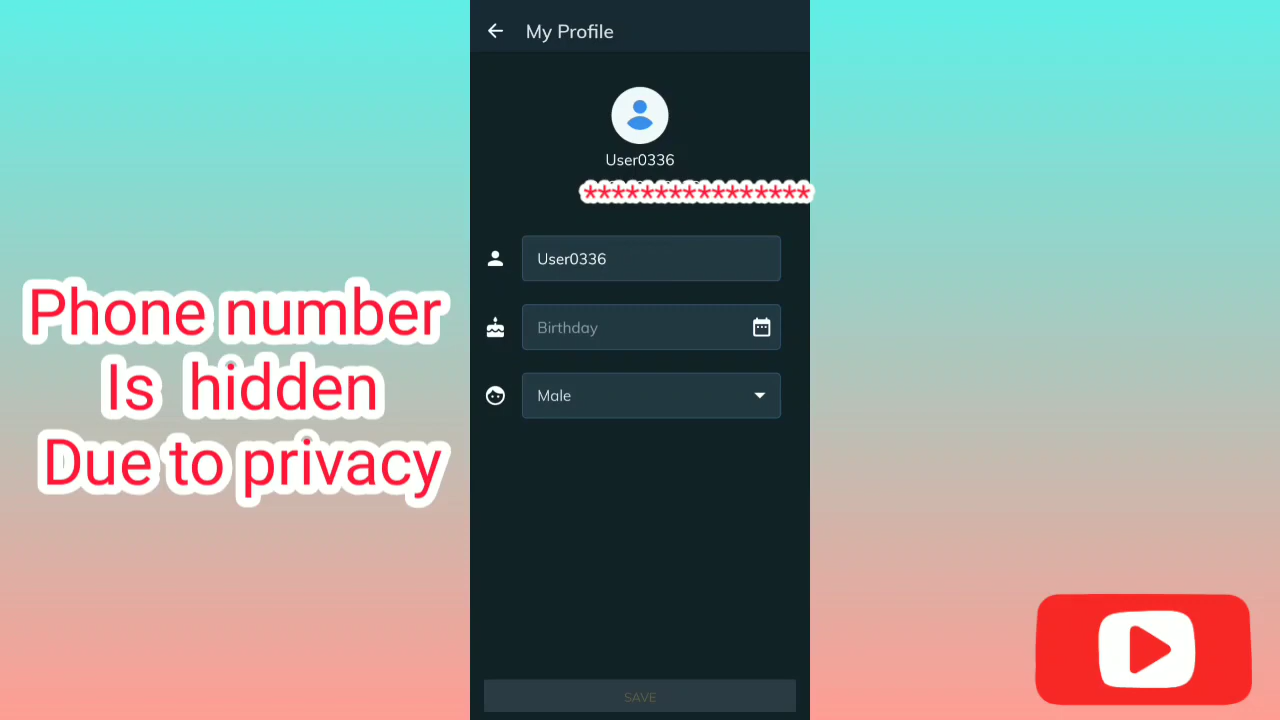 My Profile
User0336
***************
User0336
Birthday
Male
SAVE
Phone number
Is hidden
Due to privacy